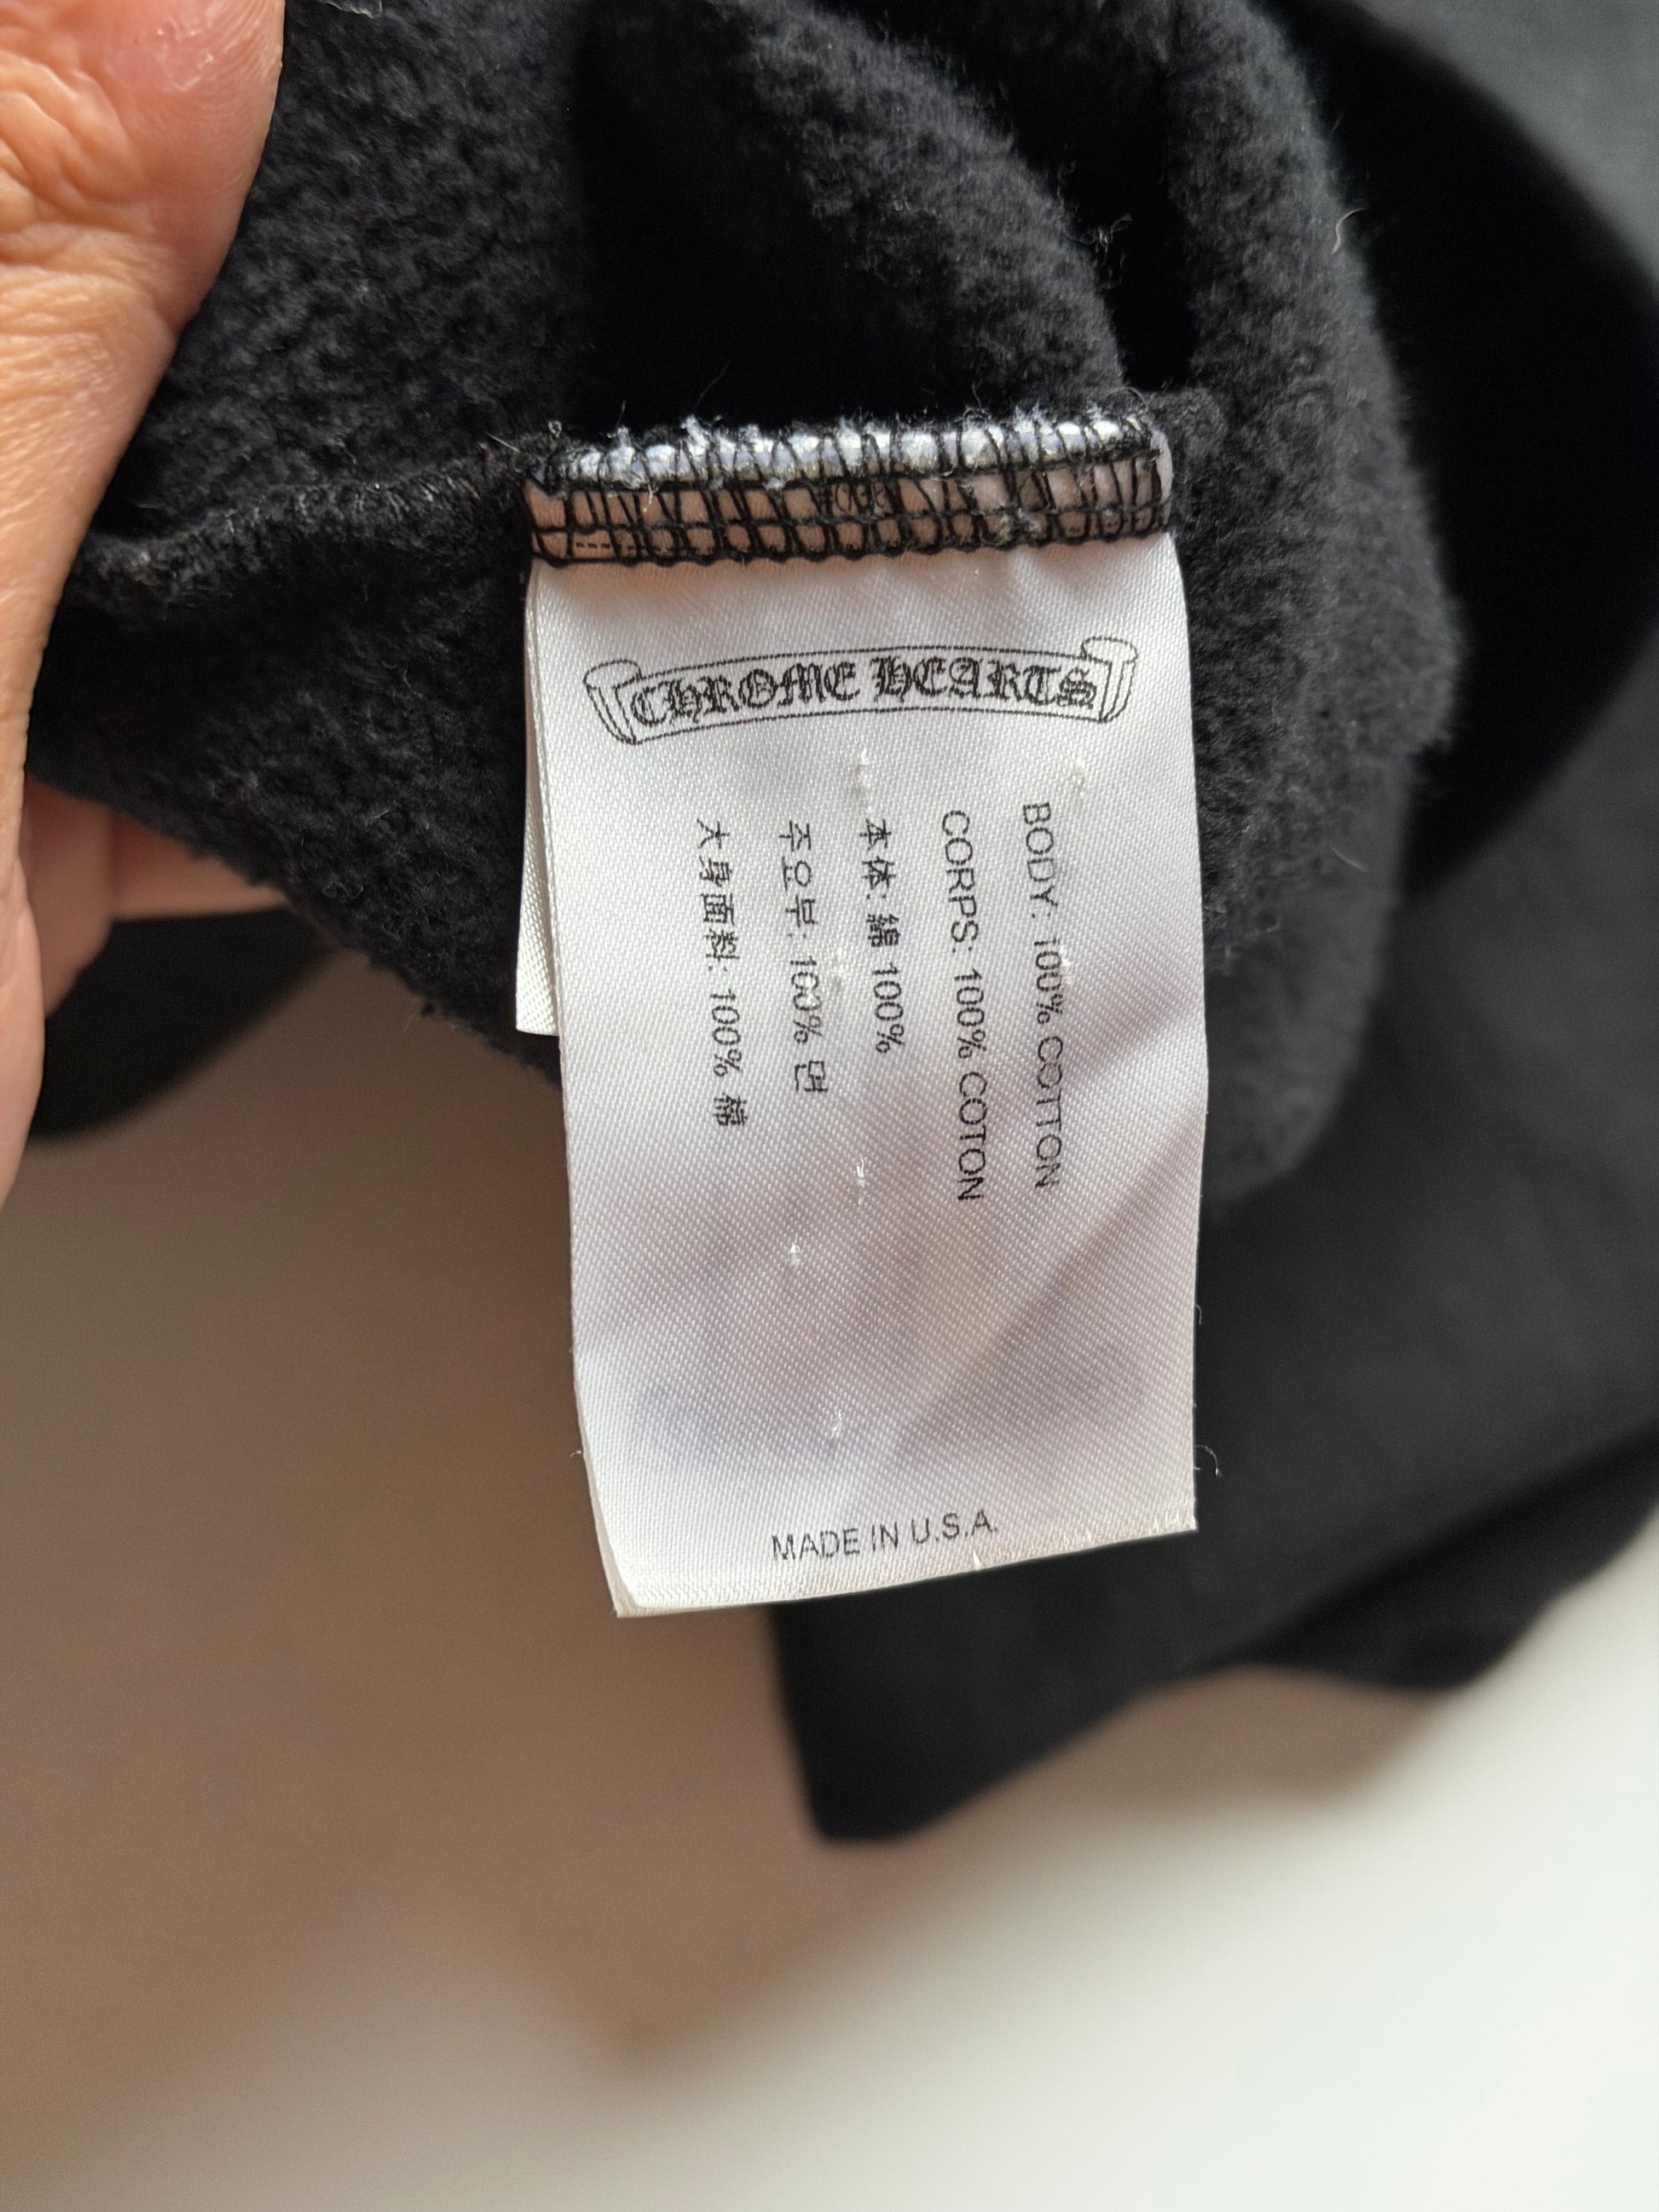 CHROME HEARTS
BODY: 100% COTTON
CORPS: 100% COTON
本体: 綿 100%
주요부: 100% 면
大身面料: 100% 棉
MADE IN U.S.A.